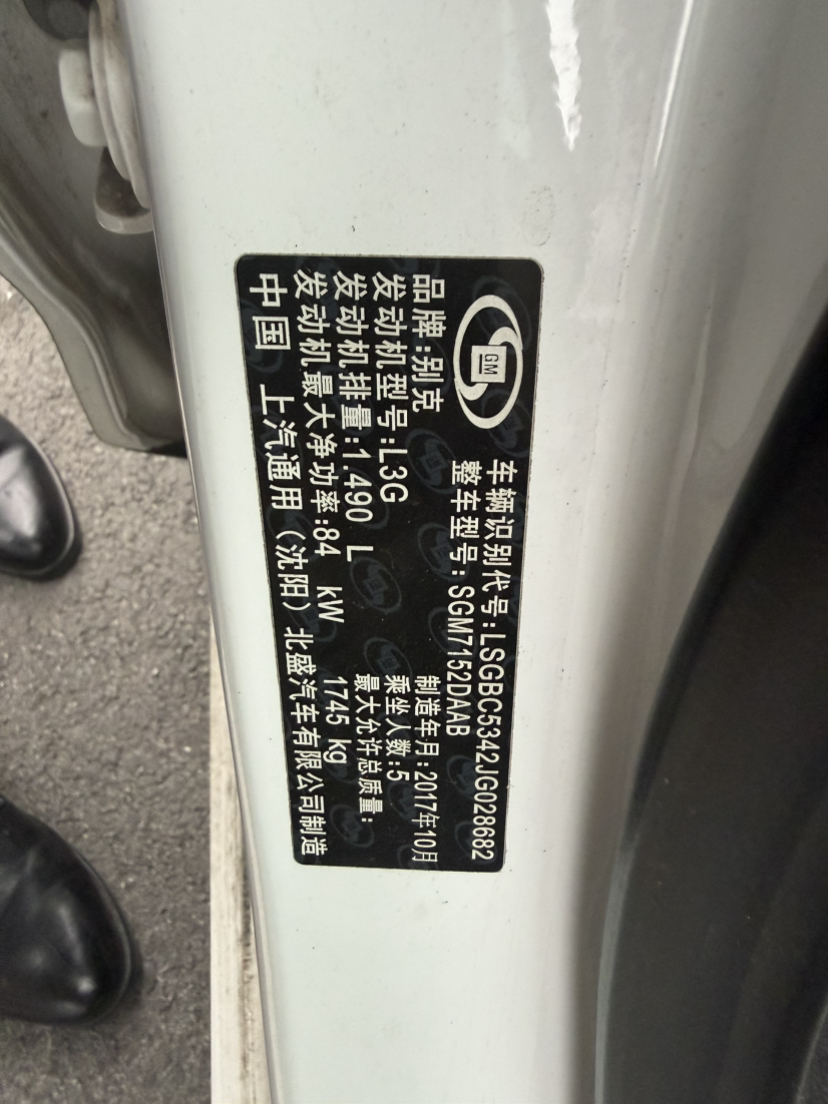 GM
车辆识别代号:LSGBC5342JG028682
整车型号:SGM7152DAAB
品牌:别克
制造年月:2017年10月
发动机型号:L3G
乘坐人数:5
发动机排量:1.490 L
最大允许总质量:
发动机最大净功率:84 kW
1745 kg
中国 上汽通用(沈阳)北盛汽车有限公司制造